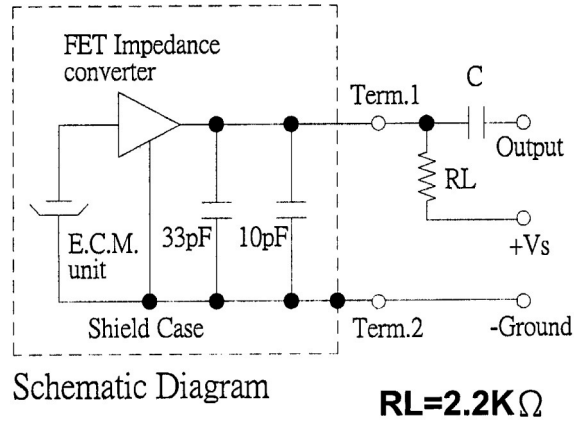 FET Impedance
converter
Term.1
C
Output
RL
E.C.M.
unit
33pF
10pF
+Vs
Shield Case
Term.2
-Ground
Schematic Diagram
RL=2.2KΩ